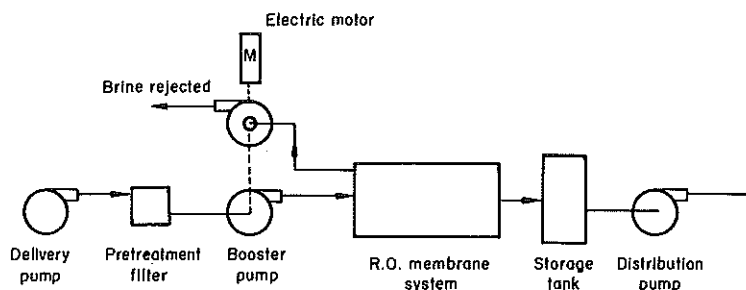 Electric motor
M
Brine rejected
Delivery
pump
Pretreatment
filter
Booster
pump
R.O. membrane
system
Storage
tank
Distribution
pump